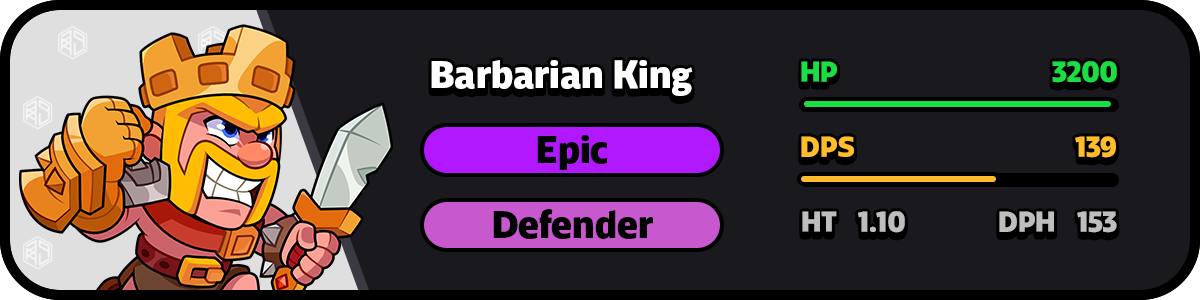 Barbarian King
Epic
Defender
HP 3200
DPS 139
HT 1.10 DPH 153